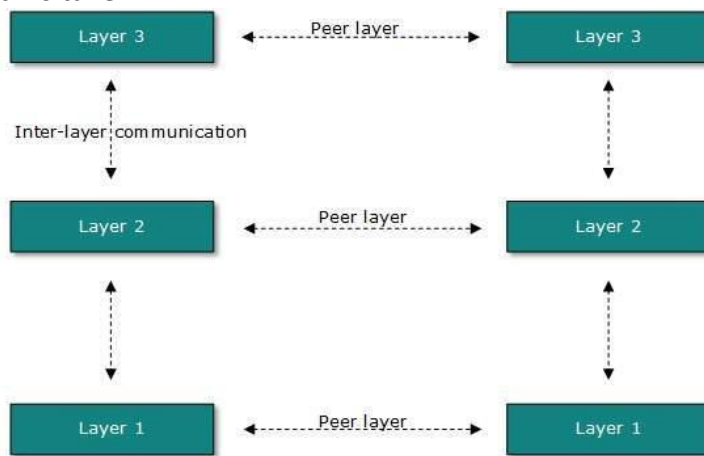 Layer 3 Peer layer Layer 3
Inter-layer communication
Layer 2 Peer layer Layer 2
Layer 1 Peer layer Layer 1